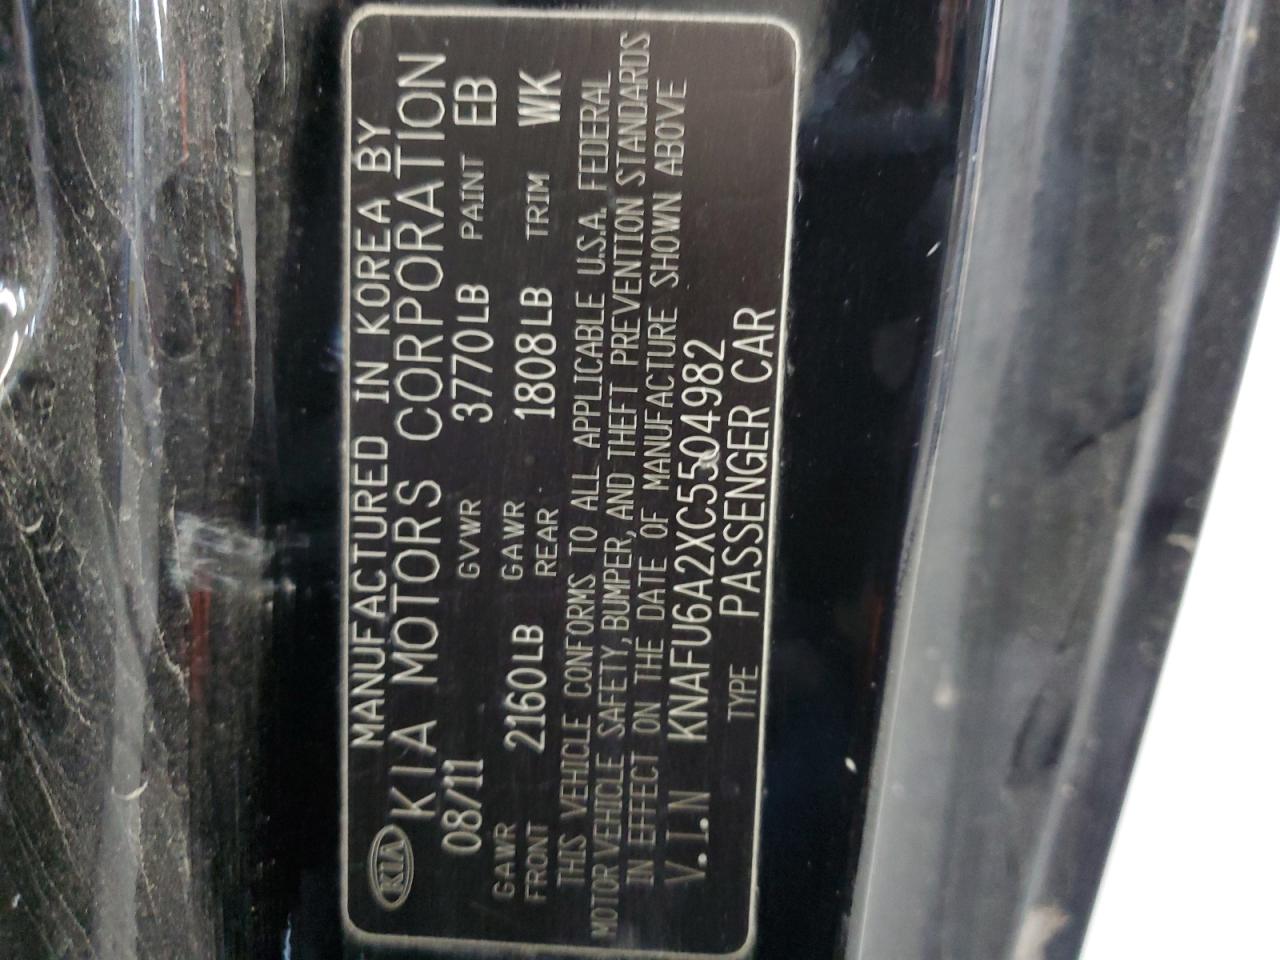 MANUFACTURED IN KOREA BY
KIA KIA MOTORS CORPORATION
08/11 GVWR 3770LB PAINT EB
GAWR FRONT 2160LB GAWR REAR 1808LB TRIM WK
THIS VEHICLE CONFORMS TO ALL APPLICABLE U.S.A. FEDERAL
MOTOR VEHICLE SAFETY, BUMPER, AND THEFT PREVENTION STANDARDS
IN EFFECT ON THE DATE OF MANUFACTURE SHOWN ABOVE
V.I.N KNAFU6A2XC5504982
TYPE PASSENGER CAR